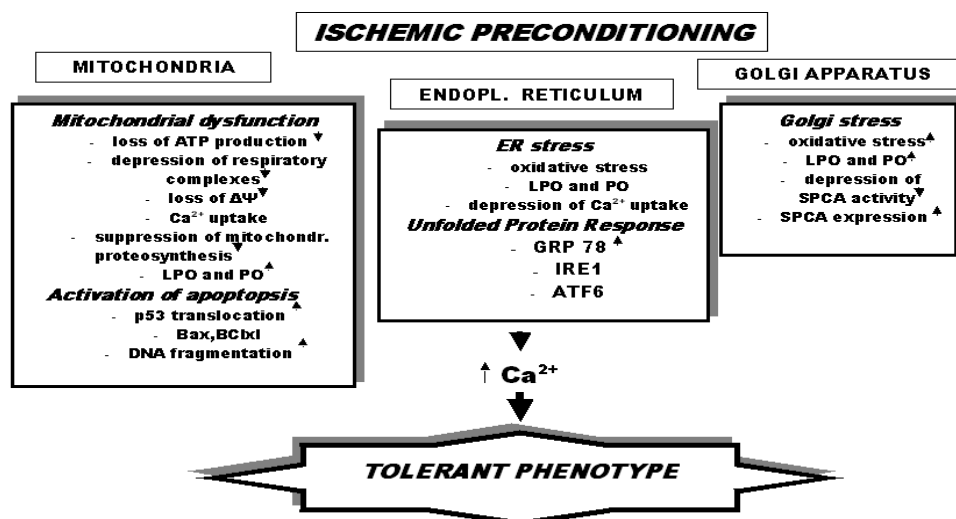 ISCHEMIC PRECONDITIONING
MITOCHONDRIA
Mitochondrial dysfunction
- loss of ATP production
- depression of respiratory
complexes
- loss of ΔΨ
- Ca²⁺ uptake
- suppression of mitochondr.
proteosynthesis
- LPO and PO
Activation of apoptopsis
- p53 translocation
- Bax,BClxl
- DNA fragmentation
ENDOPL. RETICULUM
ER stress
- oxidative stress
- LPO and PO
- depression of Ca²⁺ uptake
Unfolded Protein Response
- GRP 78
- IRE1
- ATF6
GOLGI APPARATUS
Golgi stress
- oxidative stress
- LPO and PO
- depression of
SPCA activity
- SPCA expression
Ca²⁺
TOLERANT PHENOTYPE